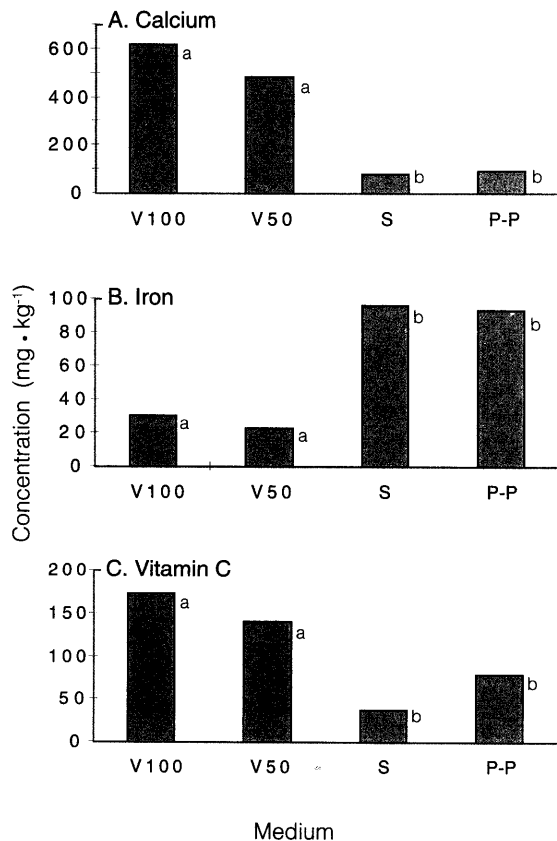 A. Calcium
600
400
200
0
a
a
b
b
V100 V50 S P-P
B. Iron
100
80
60
40
20
0
a
a
b
b
V100 V50 S P-P
C. Vitamin C
200
150
100
50
0
a
a
b
b
V100 V50 S P-P
Concentration (mg • kg⁻¹)
Medium